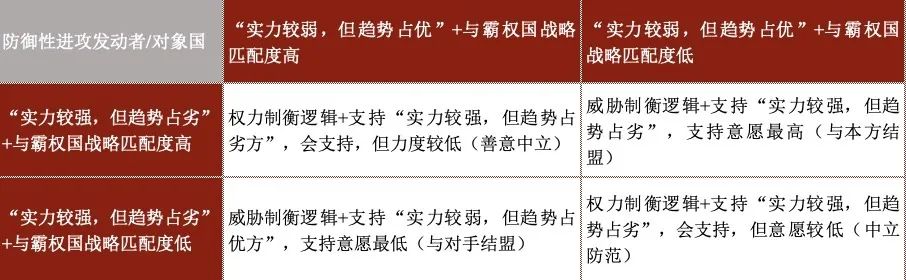 防御性进攻发动者/对象国
“实力较弱，但趋势占优”+与霸权国战略
匹配度高
“实力较弱，但趋势占优”+与霸权国
战略匹配度低
“实力较强，但趋势占劣”
+与霸权国战略匹配度高
权力制衡逻辑+支持“实力较强，但趋势占
劣方”，会支持，但力度较低（善意中立）
威胁制衡逻辑+支持“实力较强，但趋
势占劣”，支持意愿最高（与本方结
盟）
“实力较强，但趋势占劣”
+与霸权国战略匹配度低
威胁制衡逻辑+支持“实力较弱，但趋势占
优方”，支持意愿最低（与对手结盟）
权力制衡逻辑+支持“实力较强，但趋
势占劣”，会支持，但意愿较低（中立
防范）